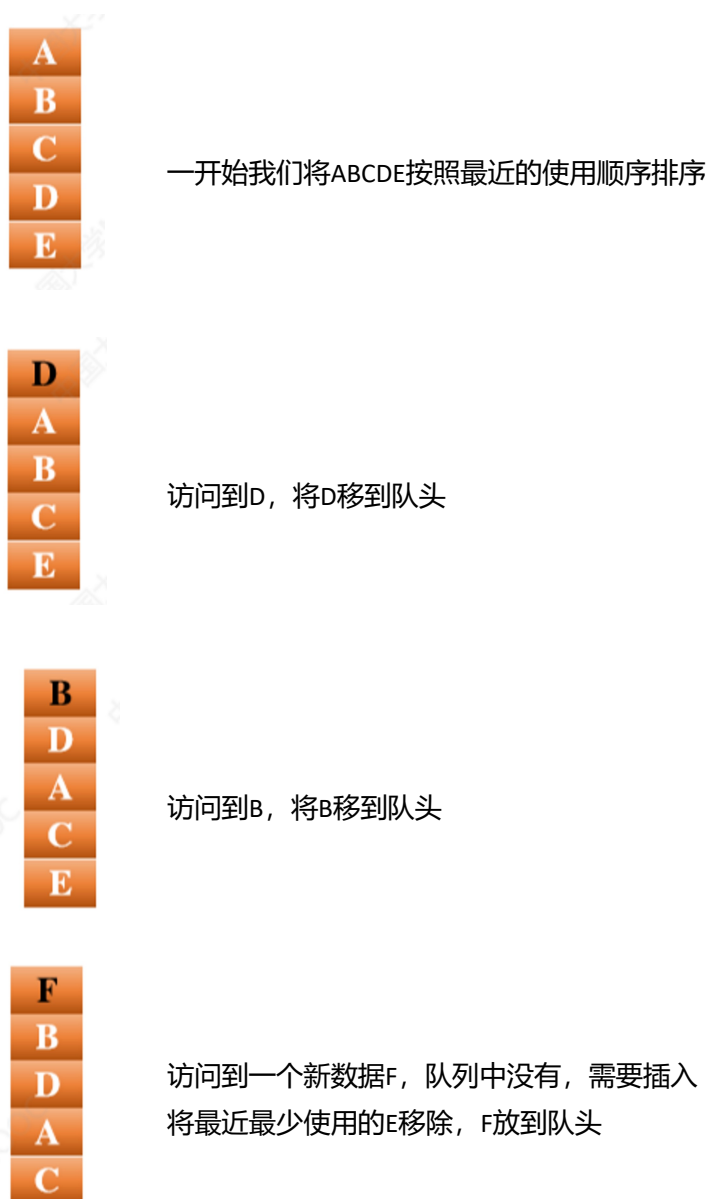 A
B
C
D
E
一开始我们将ABCDE按照最近的使用顺序排序
D
A
B
C
E
访问到D，将D移到队头
B
D
A
C
E
访问到B，将B移到队头
F
B
D
A
C
访问到一个新数据F，队列中没有，需要插入
将最近最少使用的E移除，F放到队头